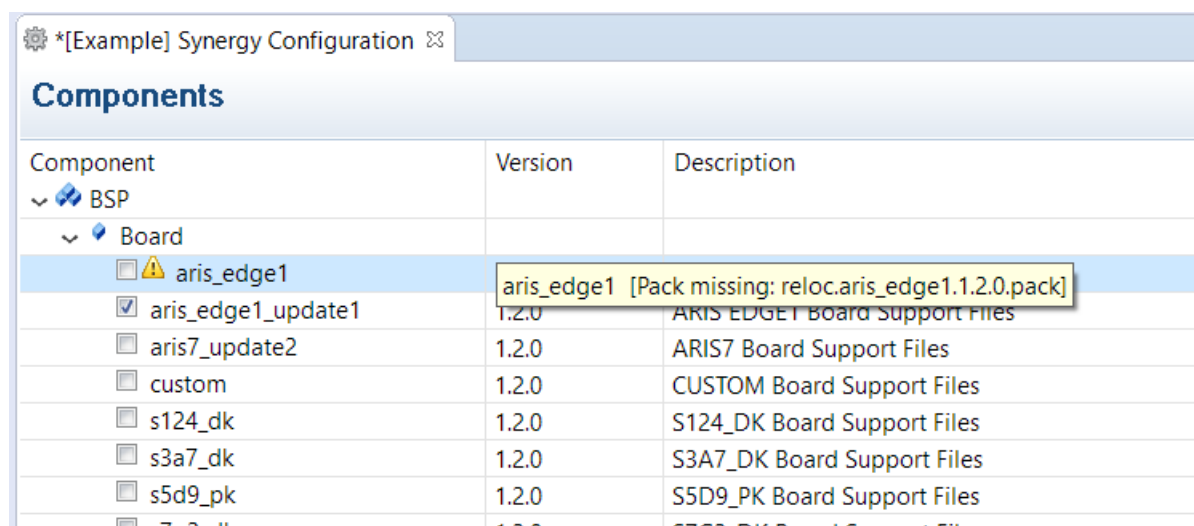 *[Example] Synergy Configuration
Components
Component Version Description
BSP
Board
aris_edge1
aris_edge1 [Pack missing: reloc.aris_edge1.1.2.0.pack]
aris_edge1_update1 1.2.0 ARIS EDGE1 Board Support Files
aris7_update2 1.2.0 ARIS7 Board Support Files
custom 1.2.0 CUSTOM Board Support Files
s124_dk 1.2.0 S124_DK Board Support Files
s3a7_dk 1.2.0 S3A7_DK Board Support Files
s5d9_pk 1.2.0 S5D9_PK Board Support Files